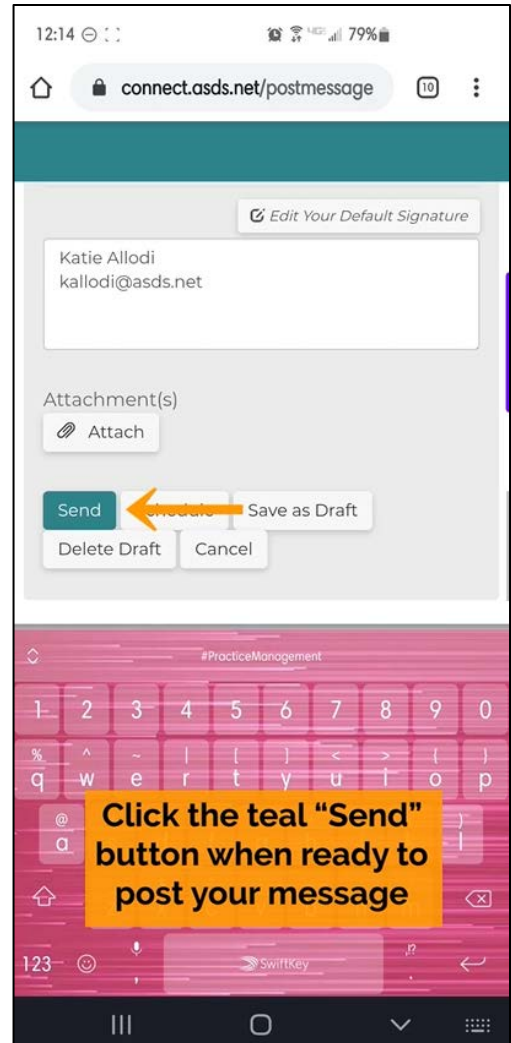 12:14 79%
connect.asds.net/postmessage 10
Edit Your Default Signature
Katie Allodi
kallodi@asds.net
Attachment(s)
Attach
Send Schedule Save as Draft
Delete Draft Cancel
#PracticeManagement
1 2 3 4 5 6 7 8 9 0
% ^ ~ | [ ] < > { }
q w e r t y u i o p
@ )
a l
Click the teal “Send”
button when ready to
post your message
123 , SwiftKey ,!? .